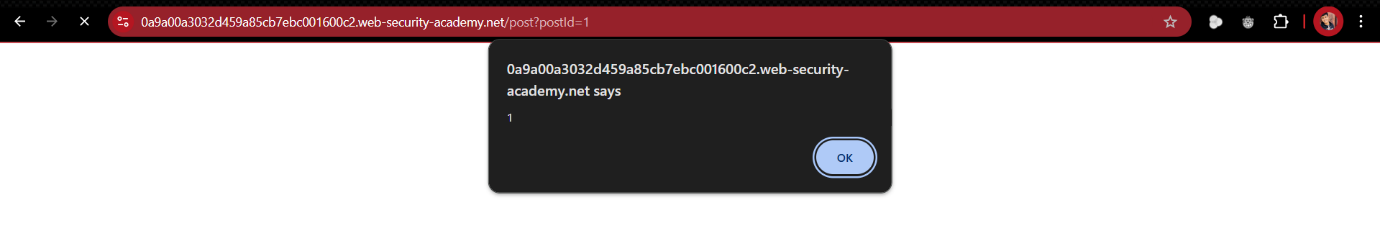 0a9a00a3032d459a85cb7ebc001600c2.web-security-academy.net/post?postId=1
0a9a00a3032d459a85cb7ebc001600c2.web-security-
academy.net says
1
OK